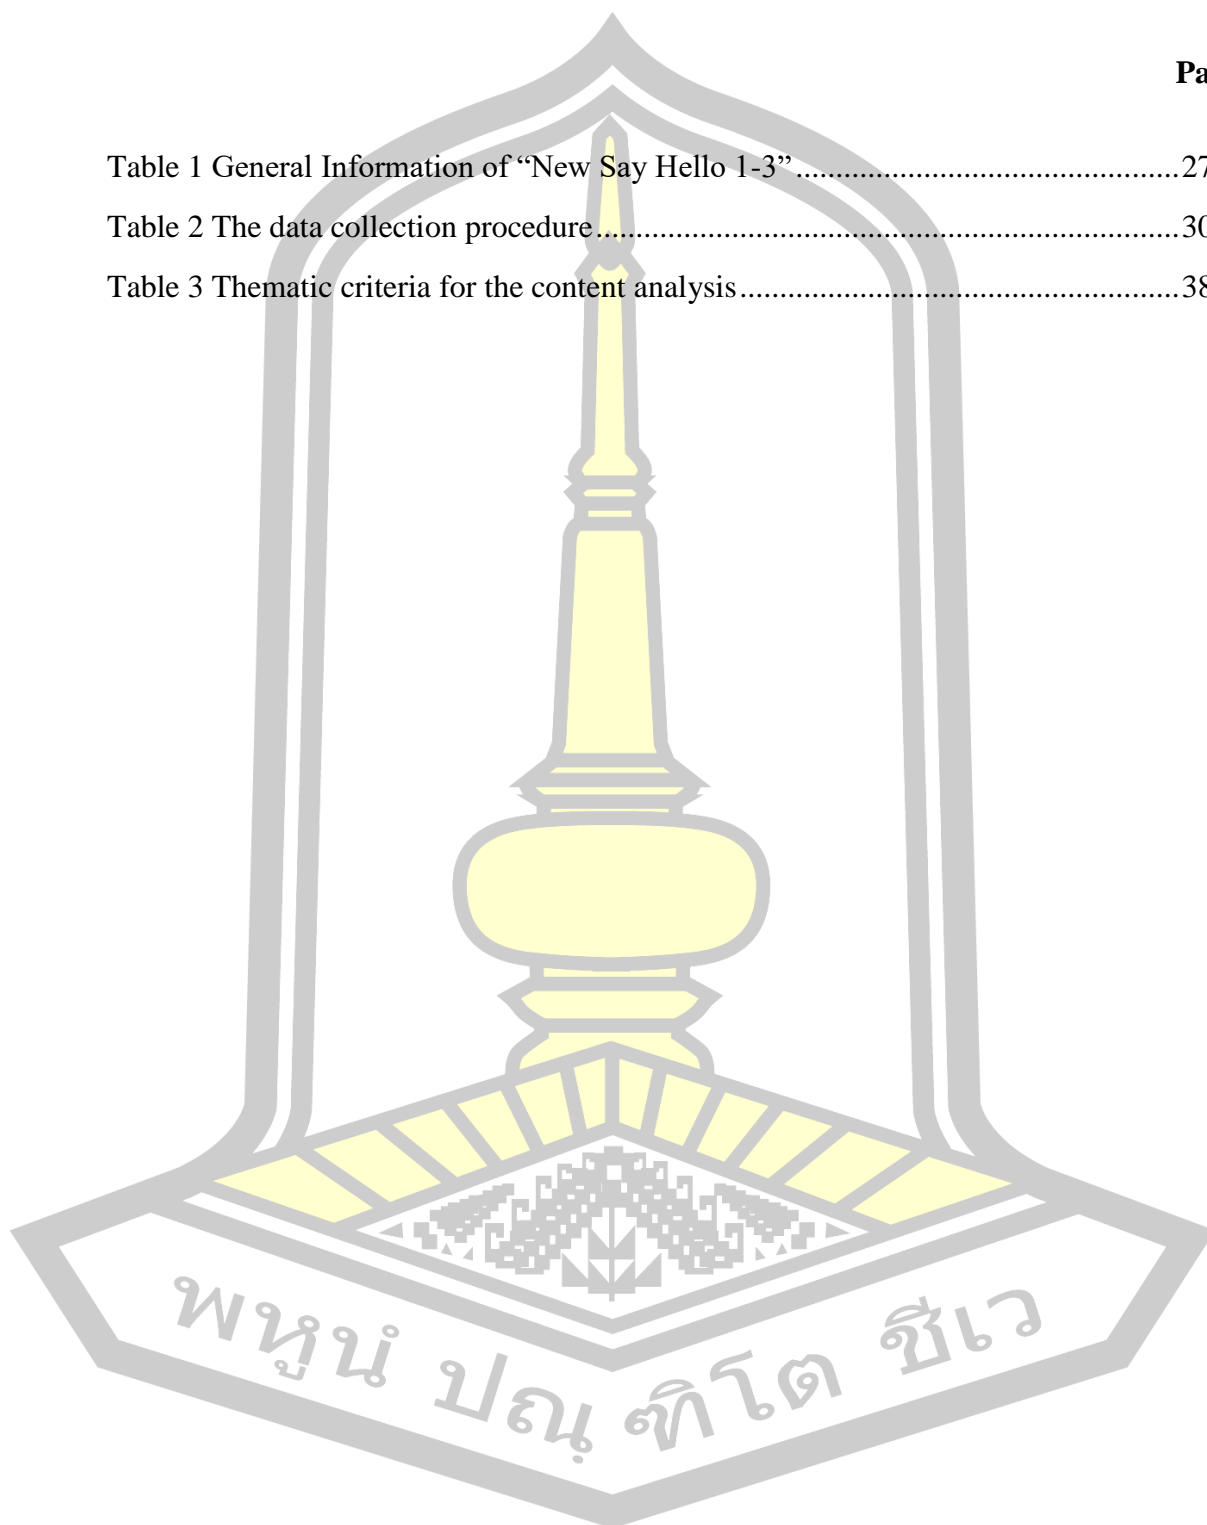 Pa
Table 1 General Information of “New Say Hello 1-3”.................................................27
Table 2 The data collection procedure..........................................................................30
Table 3 Thematic criteria for the content analysis........................................................38
พหูนํ ปณฺฑิโต ชีเว